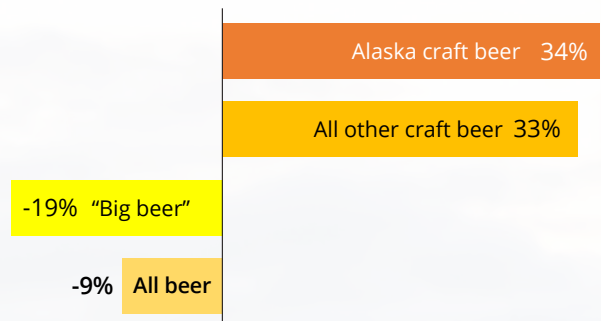 Alaska craft beer 34%
All other craft beer 33%
-19% “Big beer”
-9% All beer